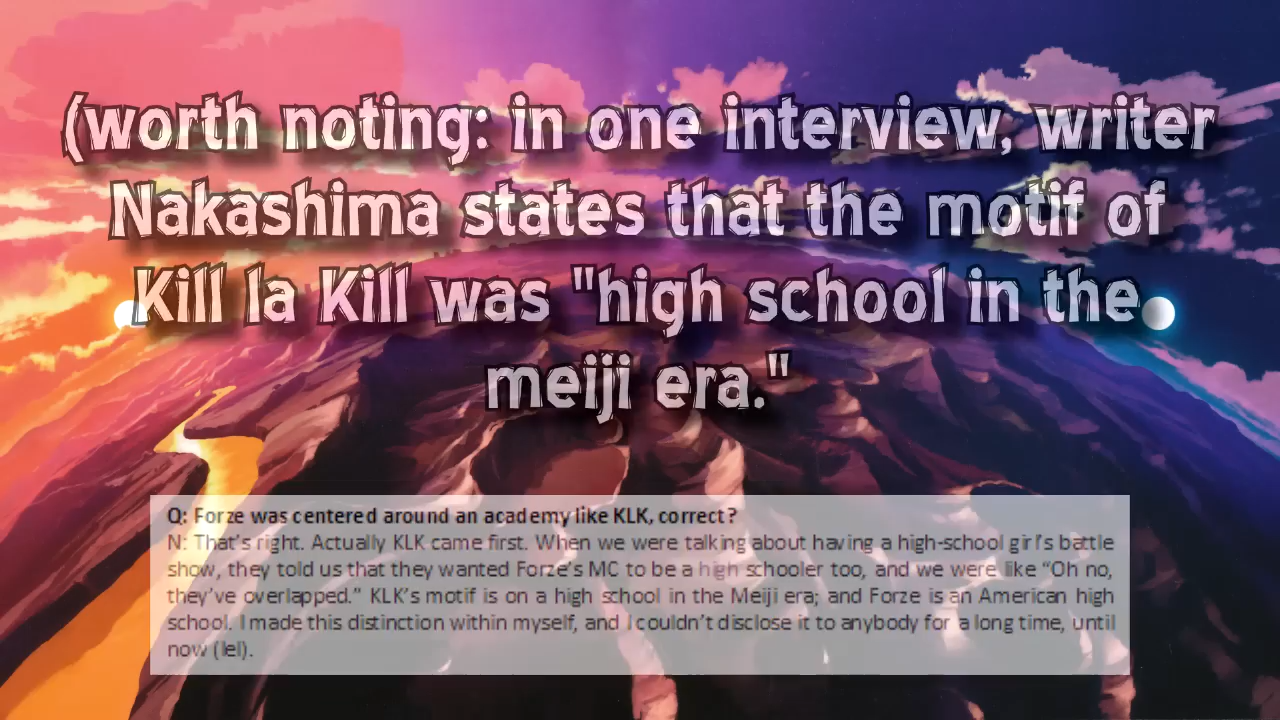 (worth noting: in one interview, writer
Nakashima states that the motif of
Kill la Kill was "high school in the
meiji era."
Q: Forze was centered around an academy like KLK, correct?
N: That's right. Actually KLK came first. When we were talking about having a high-school girl's battle
show, they told us that they wanted Forze's MC to be a high schooler too, and we were like “Oh no,
they've overlapped.” KLK's motif is on a high school in the Meiji era; and Forze is an American high
school. I made this distinction within myself, and I couldn't disclose it to anybody for a long time, until
now (lel).